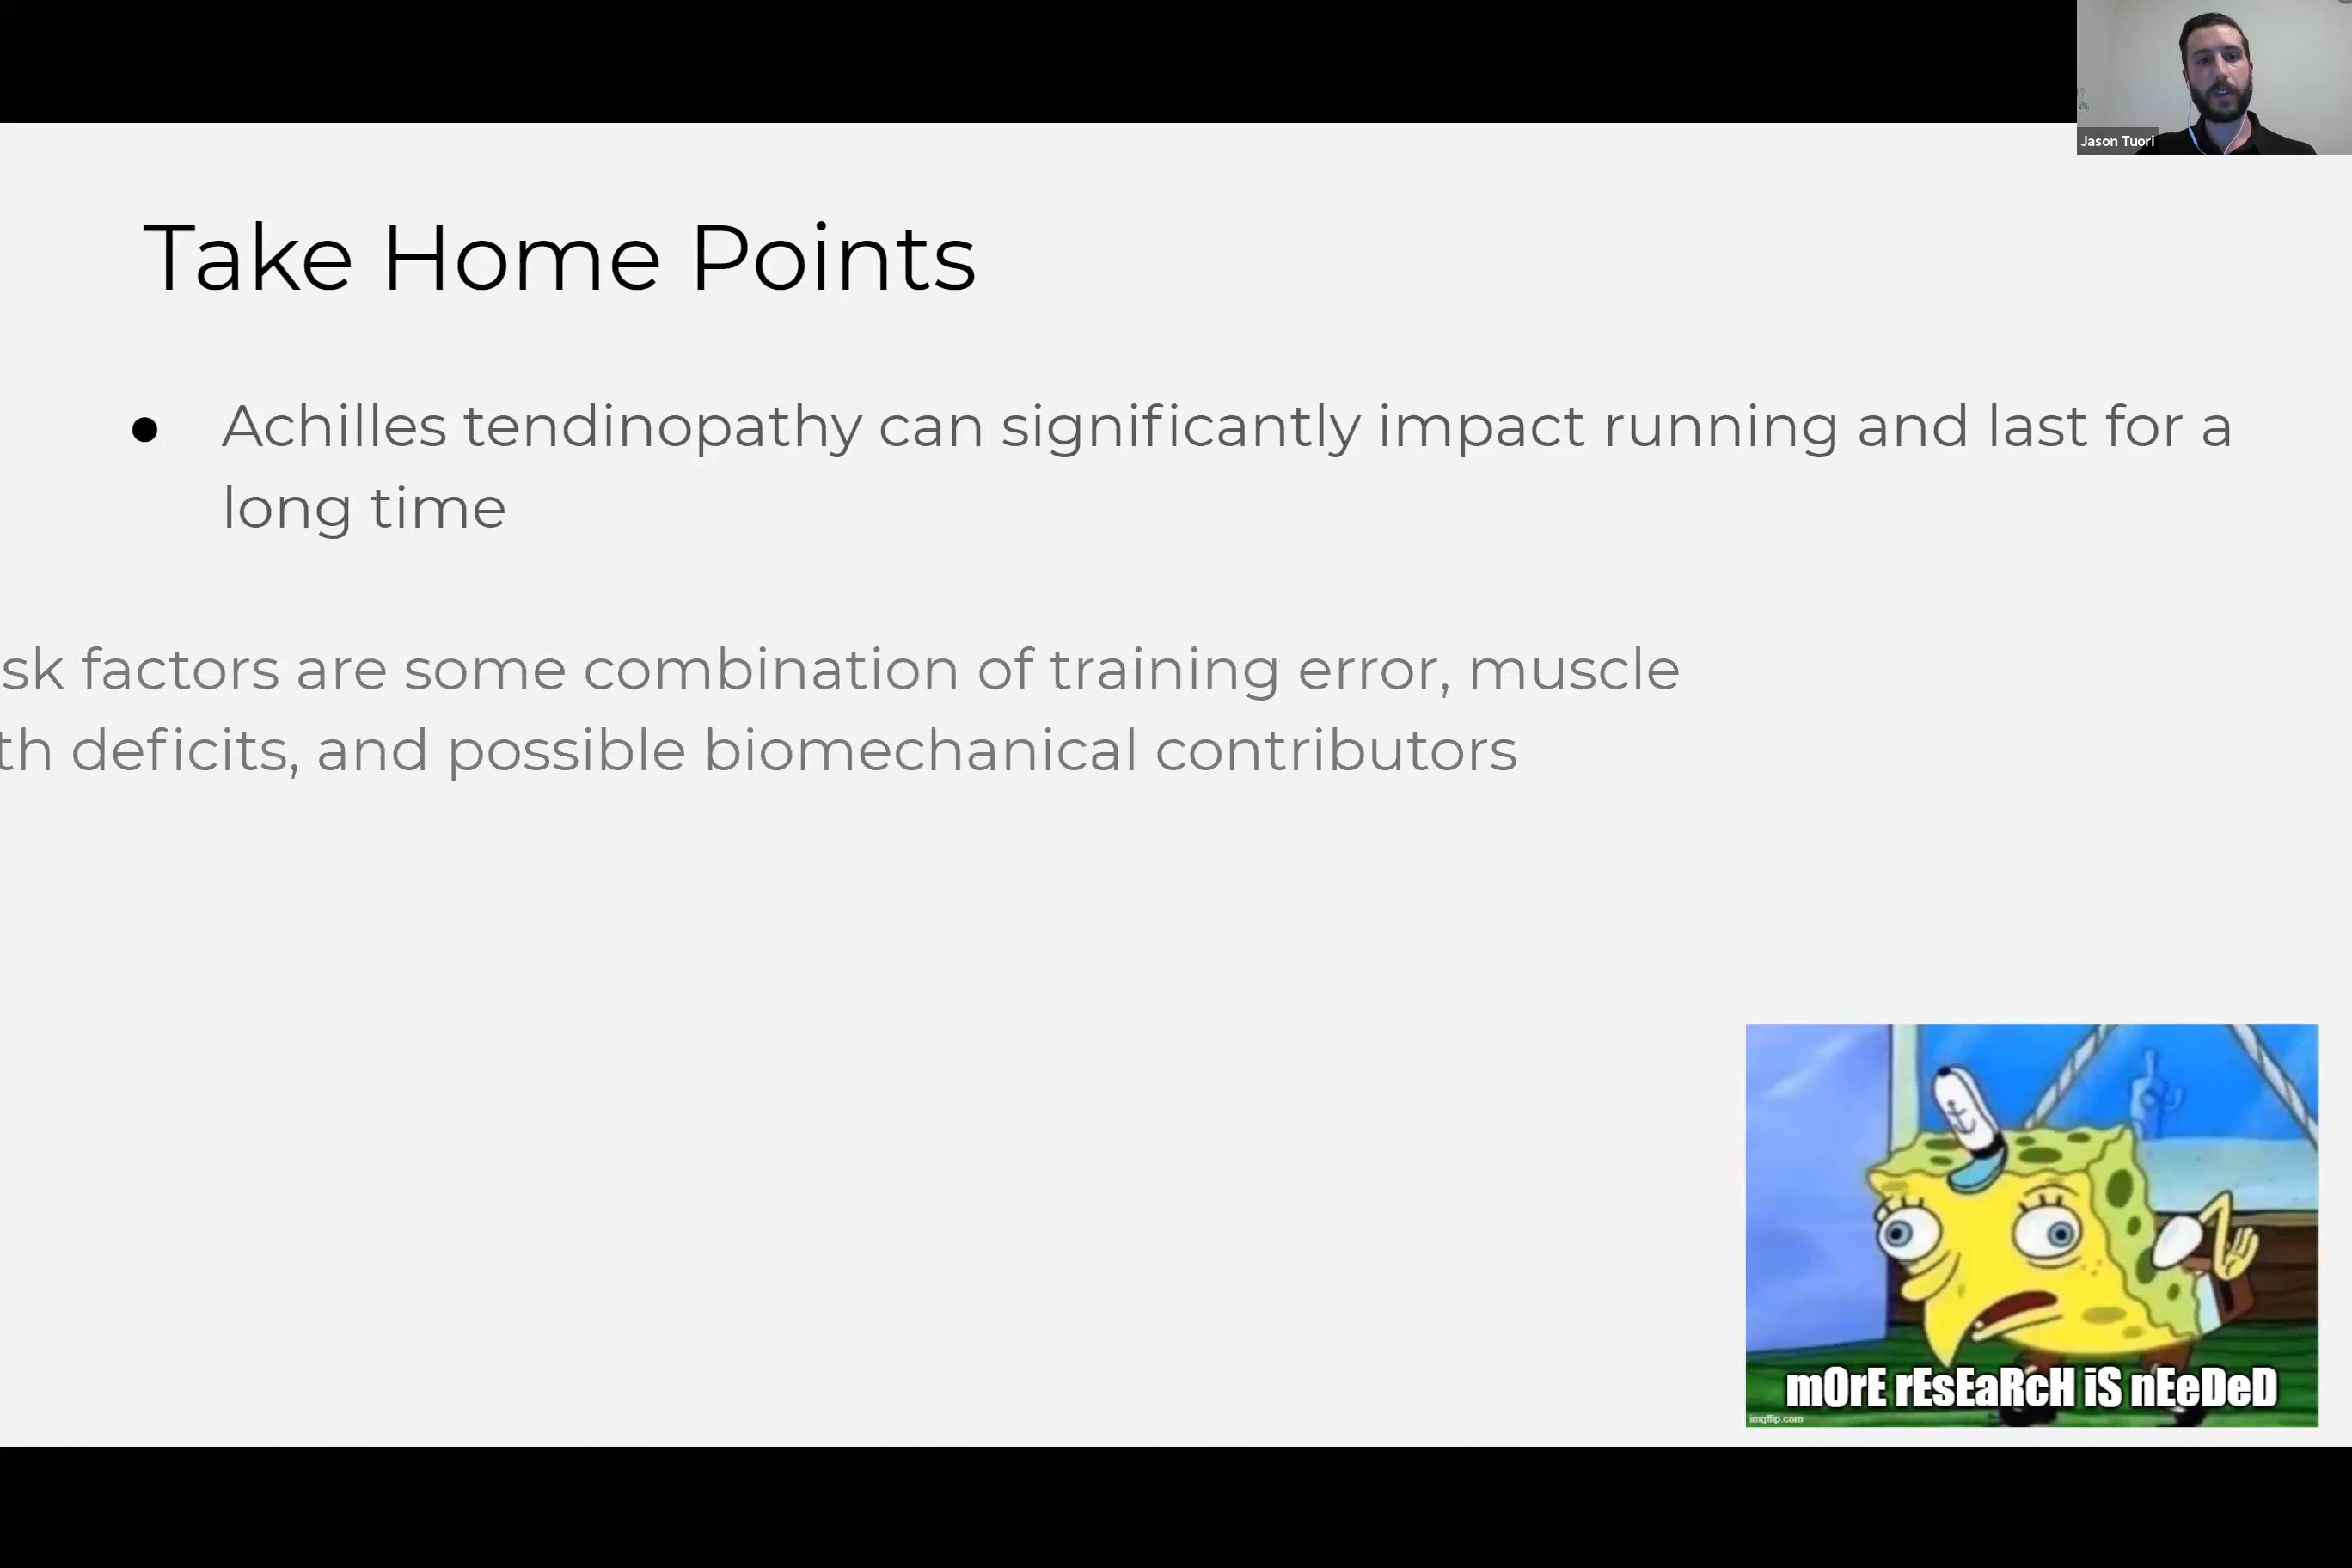 Jason Tuori
Take Home Points
● Achilles tendinopathy can significantly impact running and last for a
long time
sk factors are some combination of training error, muscle
th deficits, and possible biomechanical contributors
mOrE rEsEaRcH iS nEeDeD
imgflip.com